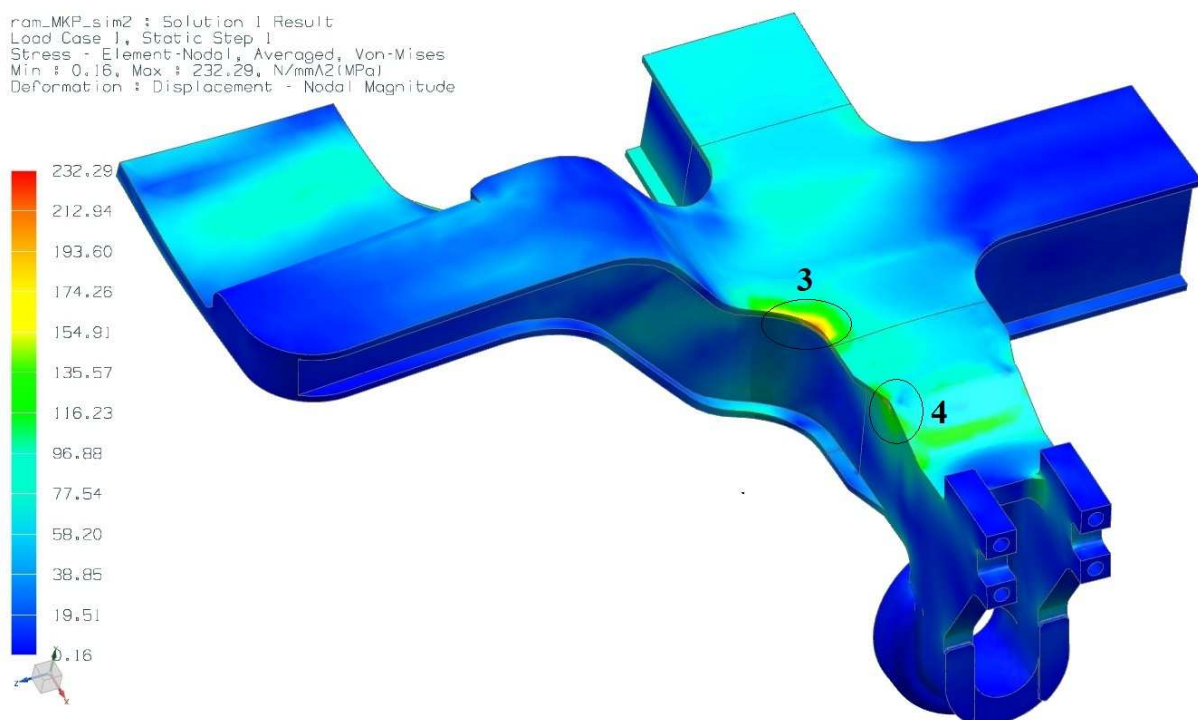 ram_MKP_sim2 : Solution 1 Result
Load Case 1, Static Step 1
Stress - Element-Nodal, Averaged, Von-Mises
Min : 0.16, Max : 232.29, N/mm^2(MPa)
Deformation : Displacement - Nodal Magnitude
232.29
212.94
193.60
174.26
154.91
135.57
116.23
96.88
77.54
58.20
38.85
19.51
0.16
3
4
Y
Z
X